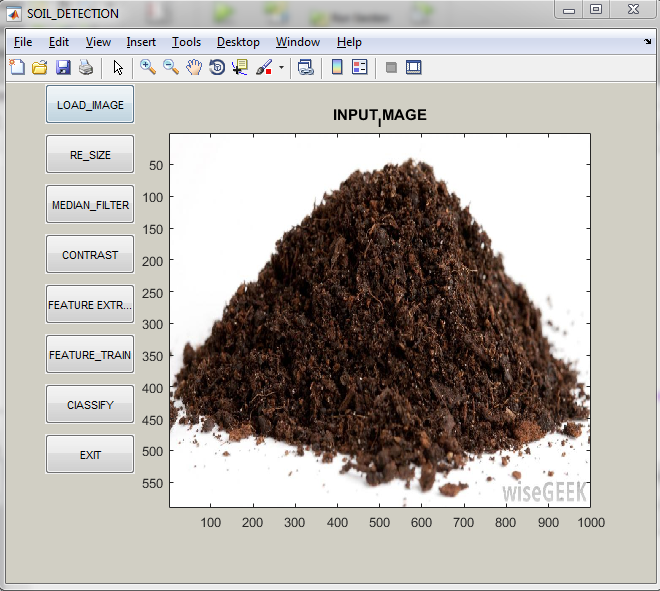 SOIL_DETECTION
File Edit View Insert Tools Desktop Window Help
LOAD_IMAGE
RE_SIZE
MEDIAN_FILTER
CONTRAST
FEATURE EXTR...
FEATURE_TRAIN
ClASSIFY
EXIT
INPUTIMAGE
50
100
150
200
250
300
350
400
450
500
550
wiseGEEK
100 200 300 400 500 600 700 800 900 1000